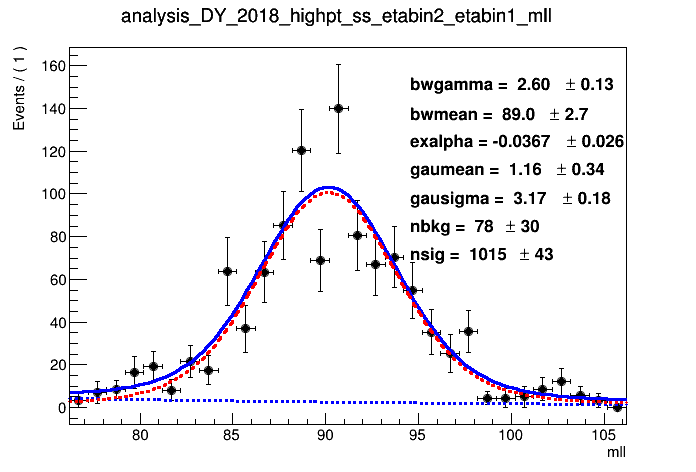 analysis_DY_2018_highpt_ss_etabin2_etabin1_mll
Events / ( 1 )
160
140
120
100
80
60
40
20
0
bwgamma = 2.60 ± 0.13
bwmean = 89.0 ± 2.7
exalpha = -0.0367 ± 0.026
gaumean = 1.16 ± 0.34
gausigma = 3.17 ± 0.18
nbkg = 78 ± 30
nsig = 1015 ± 43
80 85 90 95 100 105
mll